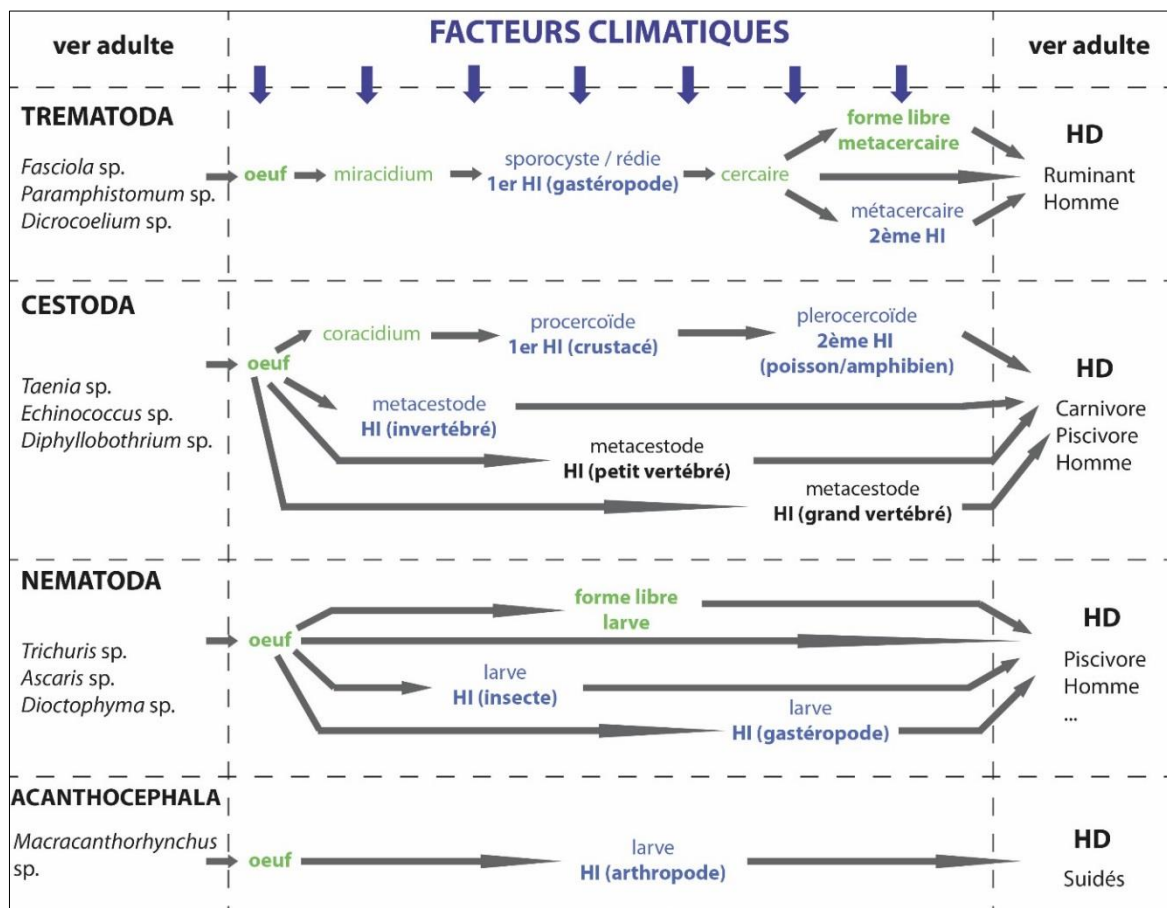 FACTEURS CLIMATIQUES
ver adulte
ver adulte
TREMATODA
Fasciola sp.
Paramphistomum sp.
Dicrocoelium sp.
oeuf
miracidium
sporocyste / rédie
1er HI (gastéropode)
cercaire
forme libre
metacercaire
métacercaire
2ème HI
HD
Ruminant
Homme
CESTODA
Taenia sp.
Echinococcus sp.
Diphyllobothrium sp.
oeuf
coracidium
procercoïde
1er HI (crustacé)
plerocercoïde
2ème HI
(poisson/amphibien)
metacestode
HI (invertébré)
metacestode
HI (petit vertébré)
metacestode
HI (grand vertébré)
HD
Carnivore
Piscivore
Homme
NEMATODA
Trichuris sp.
Ascaris sp.
Dioctophyma sp.
oeuf
forme libre
larve
larve
HI (insecte)
larve
HI (gastéropode)
HD
Piscivore
Homme
...
ACANTHOCEPHALA
Macracanthorhynchus
sp.
oeuf
larve
HI (arthropode)
HD
Suidés